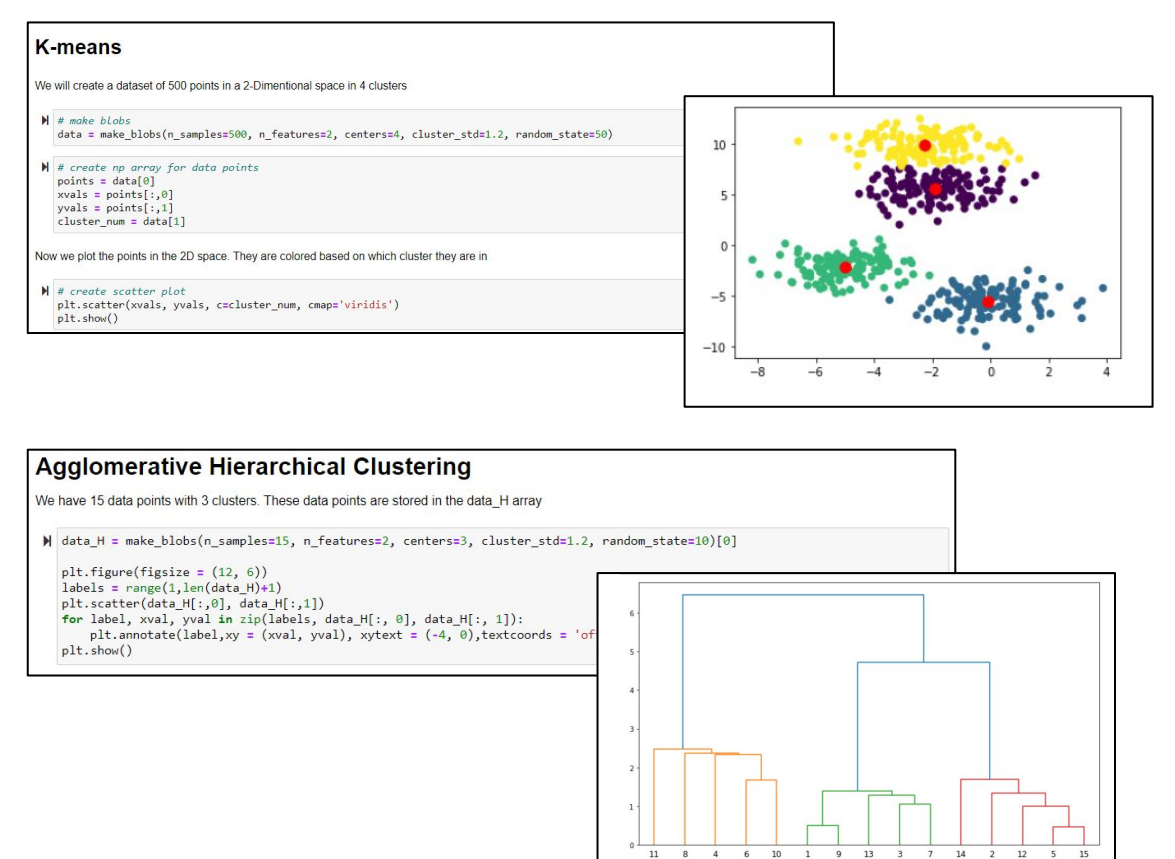 K-means
We will create a dataset of 500 points in a 2-Dimentional space in 4 clusters
# make blobs
data = make_blobs(n_samples=500, n_features=2, centers=4, cluster_std=1.2, random_state=50)
# create np array for data points
points = data[0]
xvals = points[:,0]
yvals = points[:,1]
cluster_num = data[1]
Now we plot the points in the 2D space. They are colored based on which cluster they are in
# create scatter plot
plt.scatter(xvals, yvals, c=cluster_num, cmap='viridis')
plt.show()
10
5
0
−5
−10
−8 −6 −4 −2 0 2 4
Agglomerative Hierarchical Clustering
We have 15 data points with 3 clusters. These data points are stored in the data_H array
data_H = make_blobs(n_samples=15, n_features=2, centers=3, cluster_std=1.2, random_state=10)[0]
plt.figure(figsize = (12, 6))
labels = range(1,len(data_H)+1)
plt.scatter(data_H[:,0], data_H[:,1])
for label, xval, yval in zip(labels, data_H[:, 0], data_H[:, 1]):
plt.annotate(label,xy = (xval, yval), xytext = (-4, 0),textcoords = 'of
plt.show()
6
5
4
3
2
1
0
11 8 4 6 10 1 9 13 3 7 14 2 12 5 15